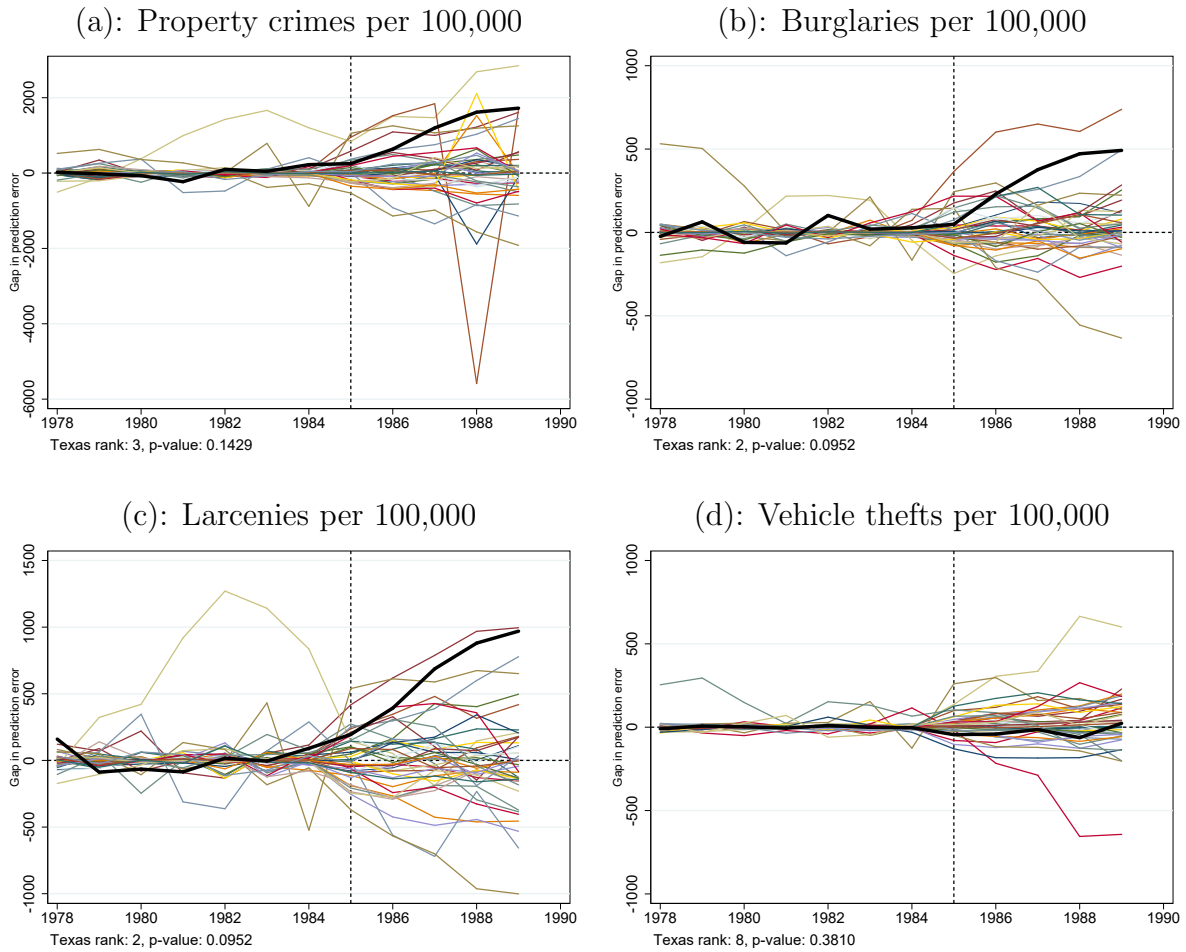 (a): Property crimes per 100,000
Gap in prediction error
2000
0
-2000
-4000
-6000
1978 1980 1982 1984 1986 1988 1990
Texas rank: 3, p-value: 0.1429
(b): Burglaries per 100,000
Gap in prediction error
1000
500
0
-500
-1000
1978 1980 1982 1984 1986 1988 1990
Texas rank: 2, p-value: 0.0952
(c): Larcenies per 100,000
Gap in prediction error
1500
1000
500
0
-500
-1000
1978 1980 1982 1984 1986 1988 1990
Texas rank: 2, p-value: 0.0952
(d): Vehicle thefts per 100,000
Gap in prediction error
1000
500
0
-500
-1000
1978 1980 1982 1984 1986 1988 1990
Texas rank: 8, p-value: 0.3810